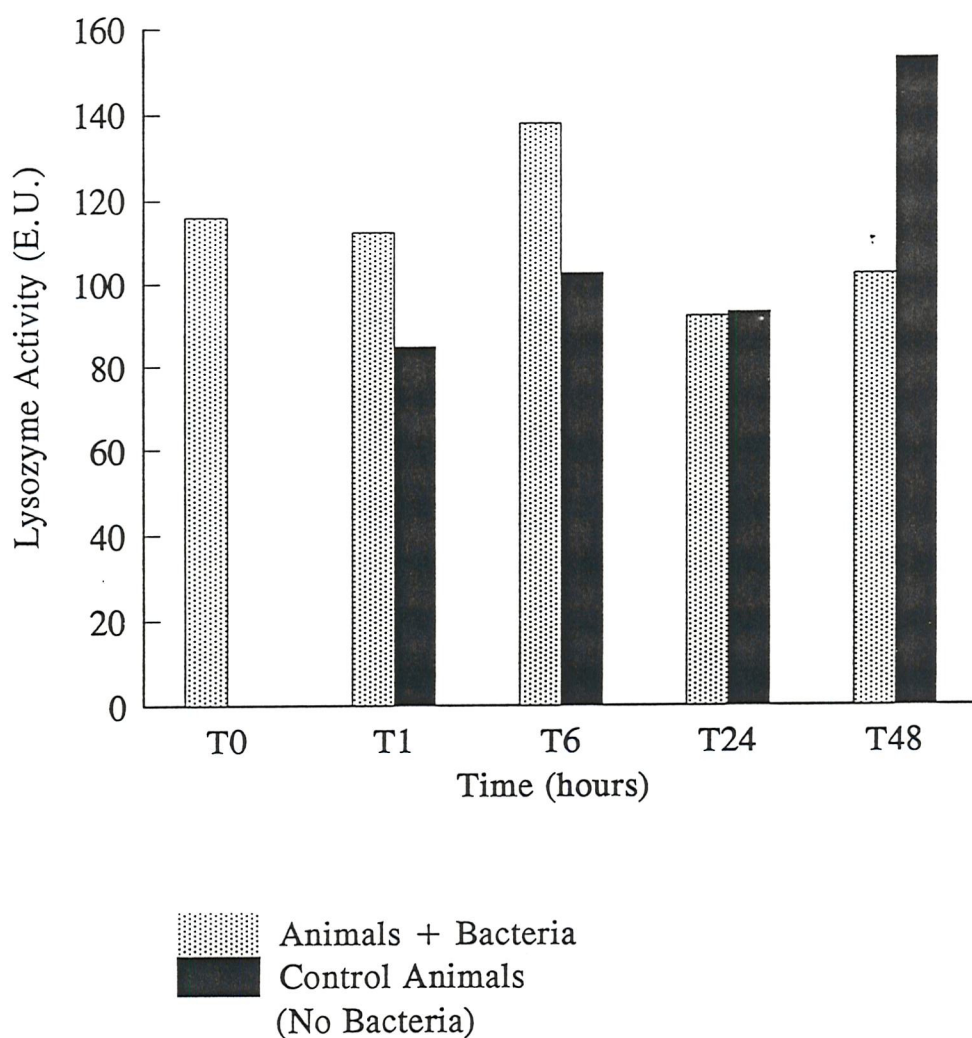 160
140
120
100
80
60
40
20
0
Lysozyme Activity (E.U.)
T0 T1 T6 T24 T48
Time (hours)
Animals + Bacteria
Control Animals
(No Bacteria)